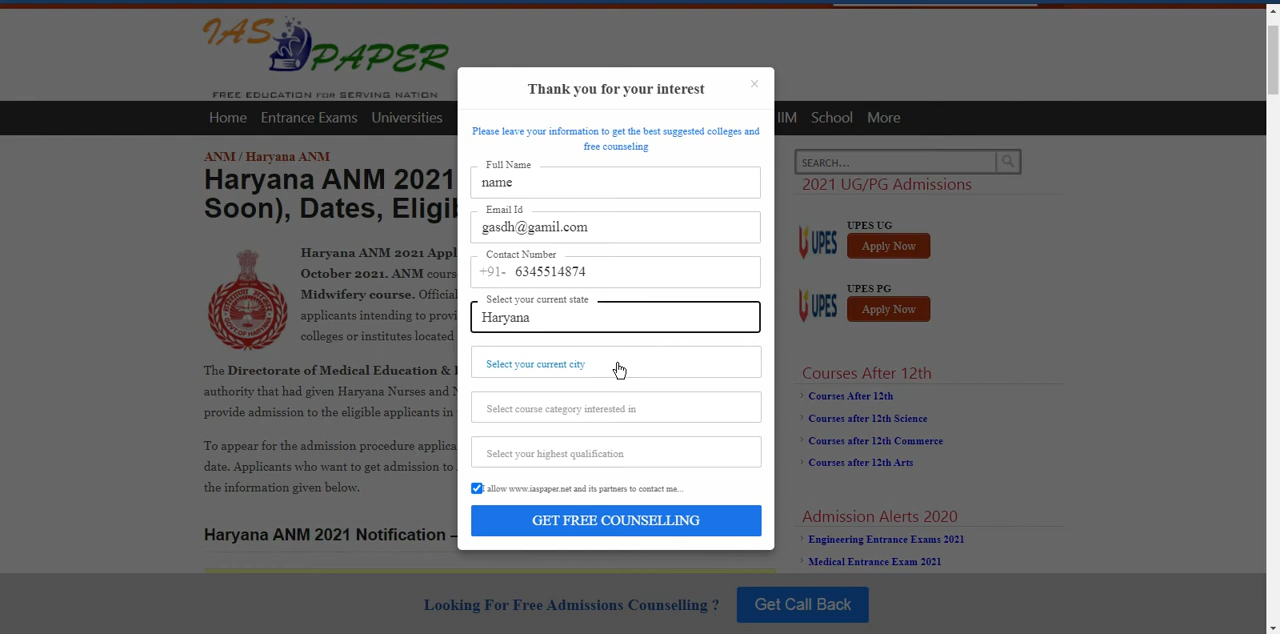 IAS PAPER
FREE EDUCATION FOR SERVING NATION
Home Entrance Exams Universities IIM School More
ANM / Haryana ANM
Haryana ANM 2021
Soon), Dates, Eligib
Haryana ANM 2021 Appl
October 2021. ANM cours
Midwifery course. Official
applicants intending to provi
colleges or institutes located
The Directorate of Medical Education &
authority that had given Haryana Nurses and N
provide admission to the eligible applicants in
To appear for the admission procedure applica
date. Applicants who want to get admission to
the information given below.
Haryana ANM 2021 Notification –
Thank you for your interest
×
Please leave your information to get the best suggested colleges and
free counseling
Full Name
name
Email Id
gasdh@gamil.com
Contact Number
+91- 6345514874
Select your current state
Haryana
Select your current city
Select course category interested in
Select your highest qualification
I allow www.iaspaper.net and its partners to contact me...
GET FREE COUNSELLING
SEARCH...
2021 UG/PG Admissions
UPES
UPES UG
Apply Now
UPES
UPES PG
Apply Now
Courses After 12th
Courses After 12th
Courses after 12th Science
Courses after 12th Commerce
Courses after 12th Arts
Admission Alerts 2020
Engineering Entrance Exams 2021
Medical Entrance Exam 2021
Looking For Free Admissions Counselling ?
Get Call Back